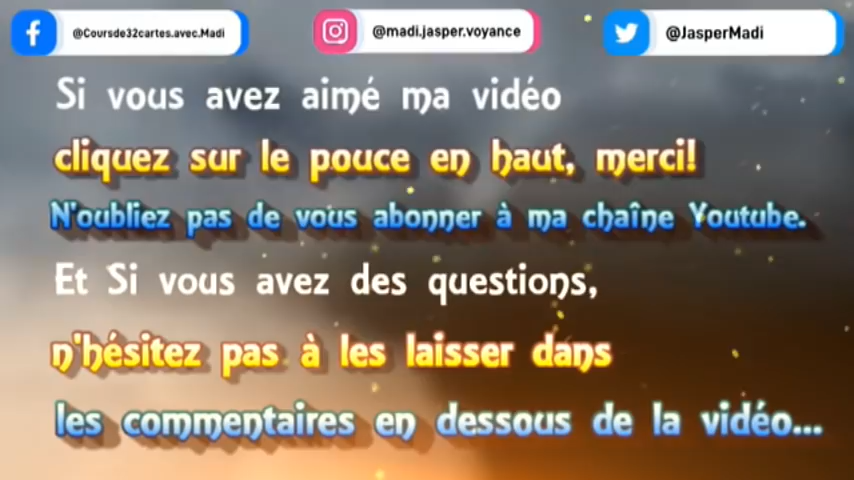 @Coursde32cartes.avec.Madi
@madi.jasper.voyance
@JasperMadi
Si vous avez aimé ma vidéo
cliquez sur le pouce en haut, merci!
N'oubliez pas de vous abonner à ma chaîne Youtube.
Et Si vous avez des questions,
n'hésitez pas à les laisser dans
les commentaires en dessous de la vidéo...